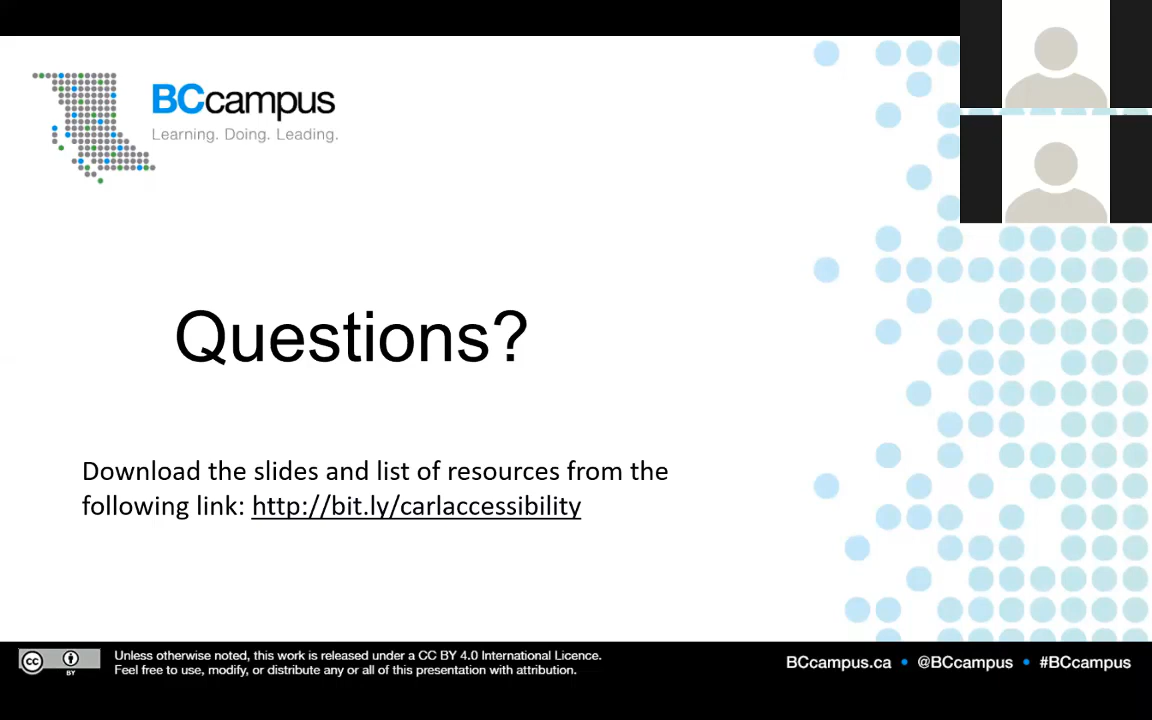 BCcampus
Learning. Doing. Leading.
Questions?
Download the slides and list of resources from the
following link: http://bit.ly/carlaccessibility
cc
BY
Unless otherwise noted, this work is released under a CC BY 4.0 International Licence.
Feel free to use, modify, or distribute any or all of this presentation with attribution.
BCcampus.ca • @BCcampus • #BCcampus